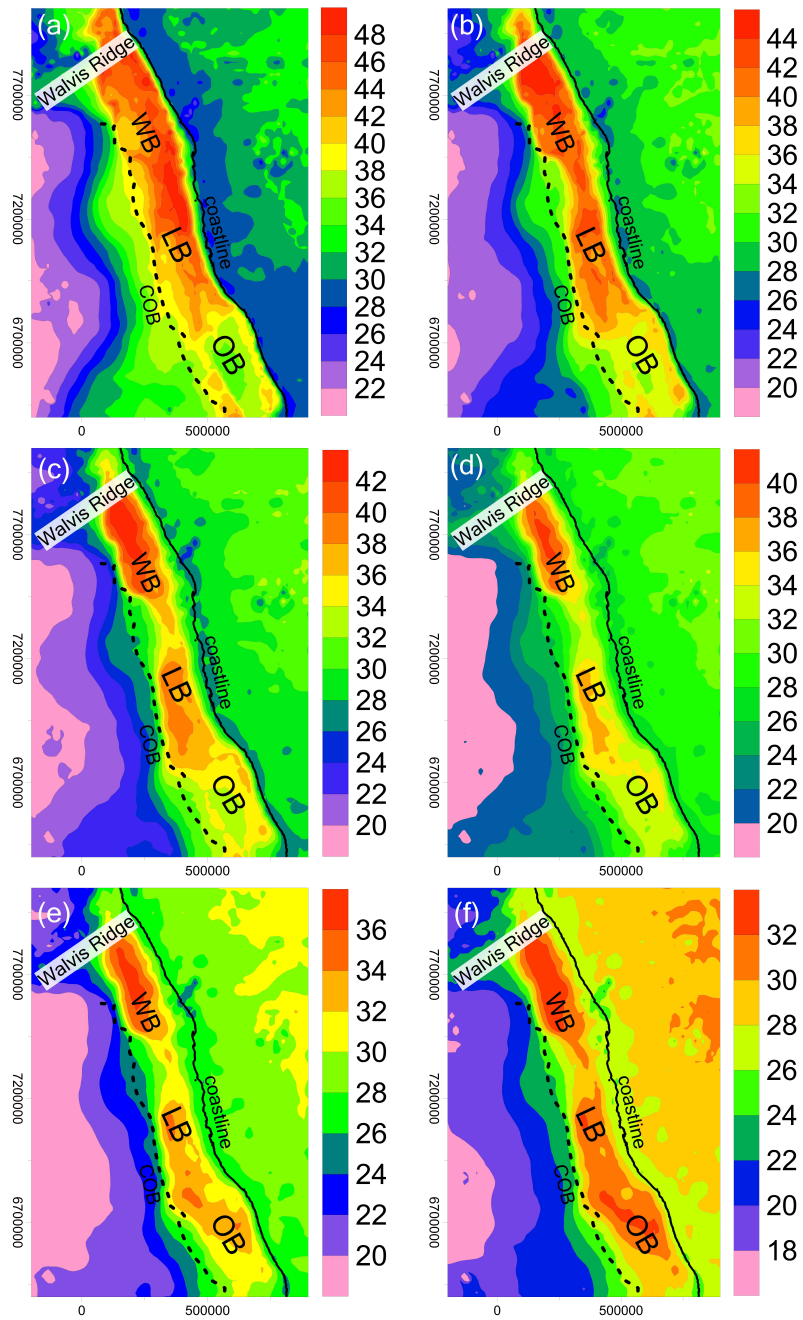 (a)
Walvis Ridge
WB
LB
OB
COB
coastline
7700000
7200000
6700000
0
500000
48
46
44
42
40
38
36
34
32
30
28
26
24
22
(b)
Walvis Ridge
WB
LB
OB
COB
coastline
7700000
7200000
6700000
0
500000
44
42
40
38
36
34
32
30
28
26
24
22
20
(c)
Walvis Ridge
WB
LB
OB
COB
coastline
7700000
7200000
6700000
0
500000
42
40
38
36
34
32
30
28
26
24
22
20
(d)
Walvis Ridge
WB
LB
OB
COB
coastline
7700000
7200000
6700000
0
500000
40
38
36
34
32
30
28
26
24
22
20
(e)
Walvis Ridge
WB
LB
OB
COB
coastline
7700000
7200000
6700000
0
500000
36
34
32
30
28
26
24
22
20
(f)
Walvis Ridge
WB
LB
OB
COB
coastline
7700000
7200000
6700000
0
500000
32
30
28
26
24
22
20
18